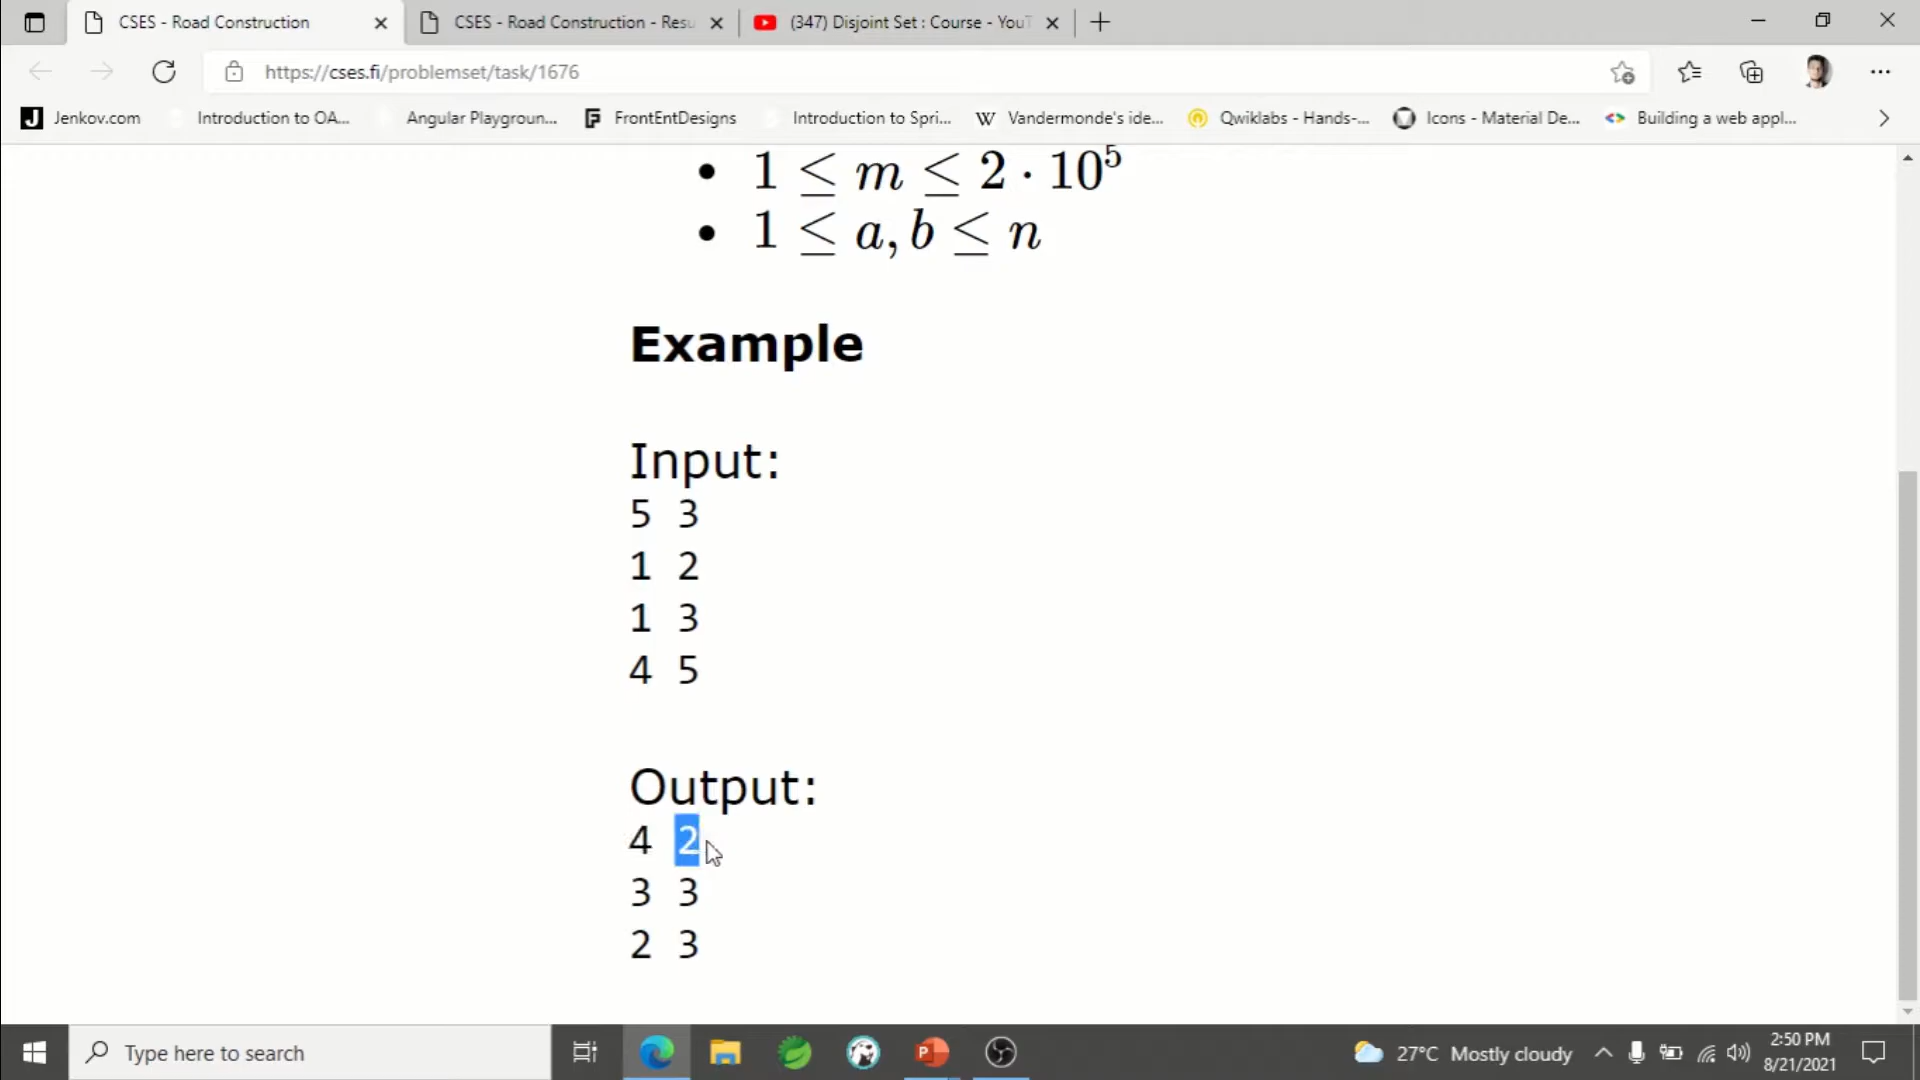 CSES - Road Construction
CSES - Road Construction - Resu
(347) Disjoint Set : Course - YouT
https://cses.fi/problemset/task/1676
J Jenkov.com
Introduction to OA...
Angular Playgroun...
F FrontEntDesigns
Introduction to Spri...
W Vandermonde's ide...
Qwiklabs - Hands-...
Icons - Material De...
Building a web appl...
• 1 ≤ m ≤ 2 · 10⁵
• 1 ≤ a, b ≤ n
Example
Input:
5 3
1 2
1 3
4 5
Output:
4 2
3 3
2 3
Type here to search
27°C Mostly cloudy
2:50 PM
8/21/2021